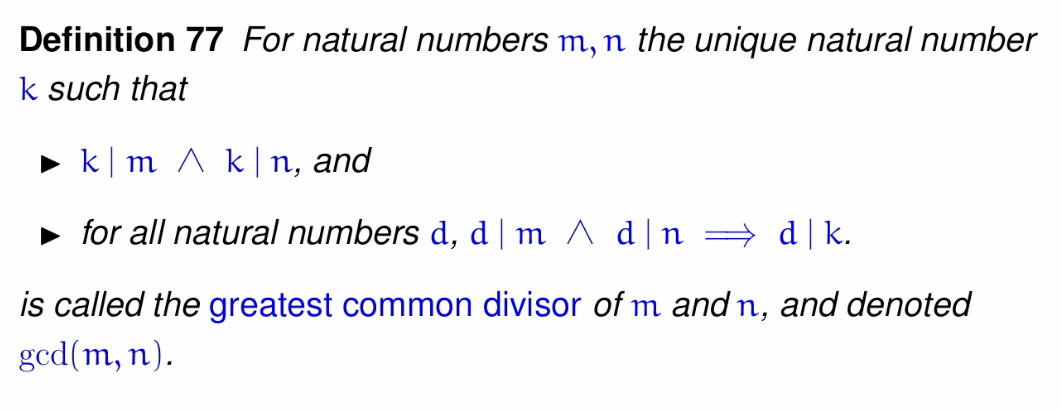 Definition 77 For natural numbers m, n the unique natural number
k such that
▶ k | m ∧ k | n, and
▶ for all natural numbers d, d | m ∧ d | n ⟹ d | k.
is called the greatest common divisor of m and n, and denoted
gcd(m, n).